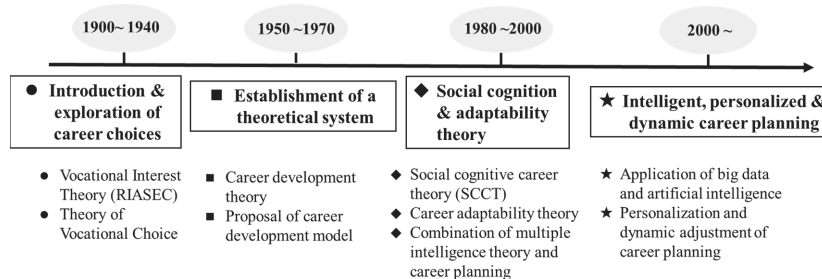 1900~ 1940
1950 ~1970
1980 ~2000
2000 ~
Introduction &
exploration of
career choices
Establishment of a
theoretical system
Social cognition
& adaptability
theory
Intelligent, personalized &
dynamic career planning
Vocational Interest
Theory (RIASEC)
Theory of
Vocational Choice
Career development
theory
Proposal of career
development model
Social cognitive career
theory (SCCT)
Career adaptability theory
Combination of multiple
intelligence theory and
career planning
Application of big data
and artificial intelligence
Personalization and
dynamic adjustment of
career planning